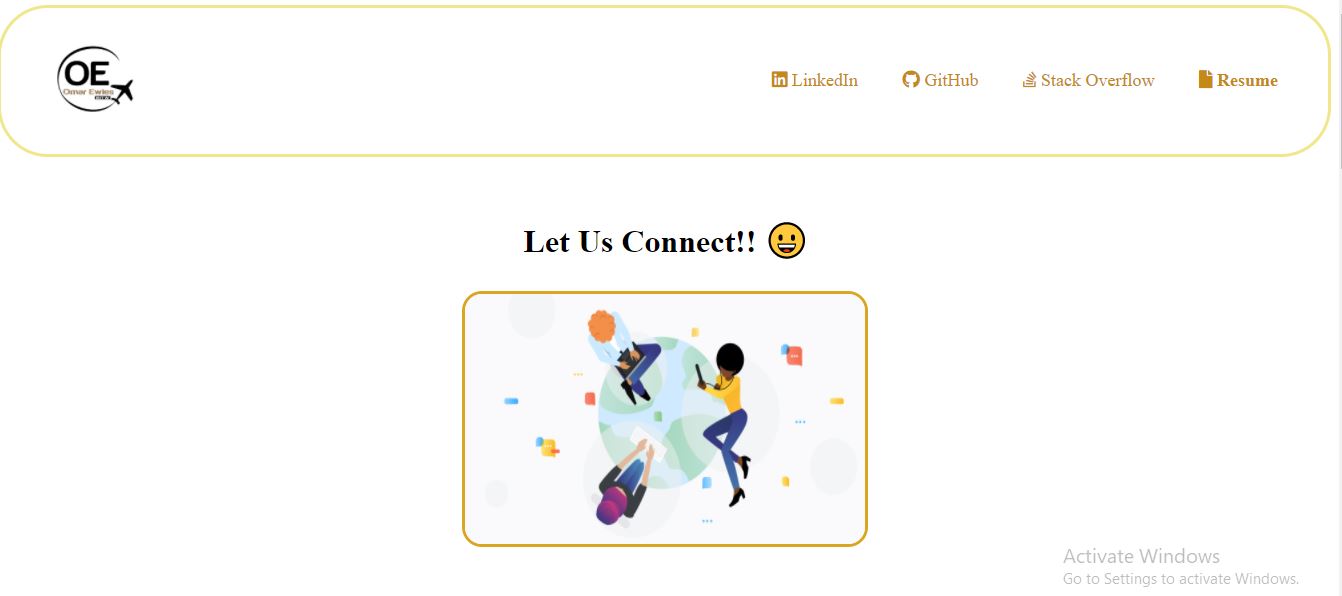 OE
Omar Ewies
LinkedIn
GitHub
Stack Overflow
Resume
Let Us Connect!! 😀
Activate Windows
Go to Settings to activate Windows.